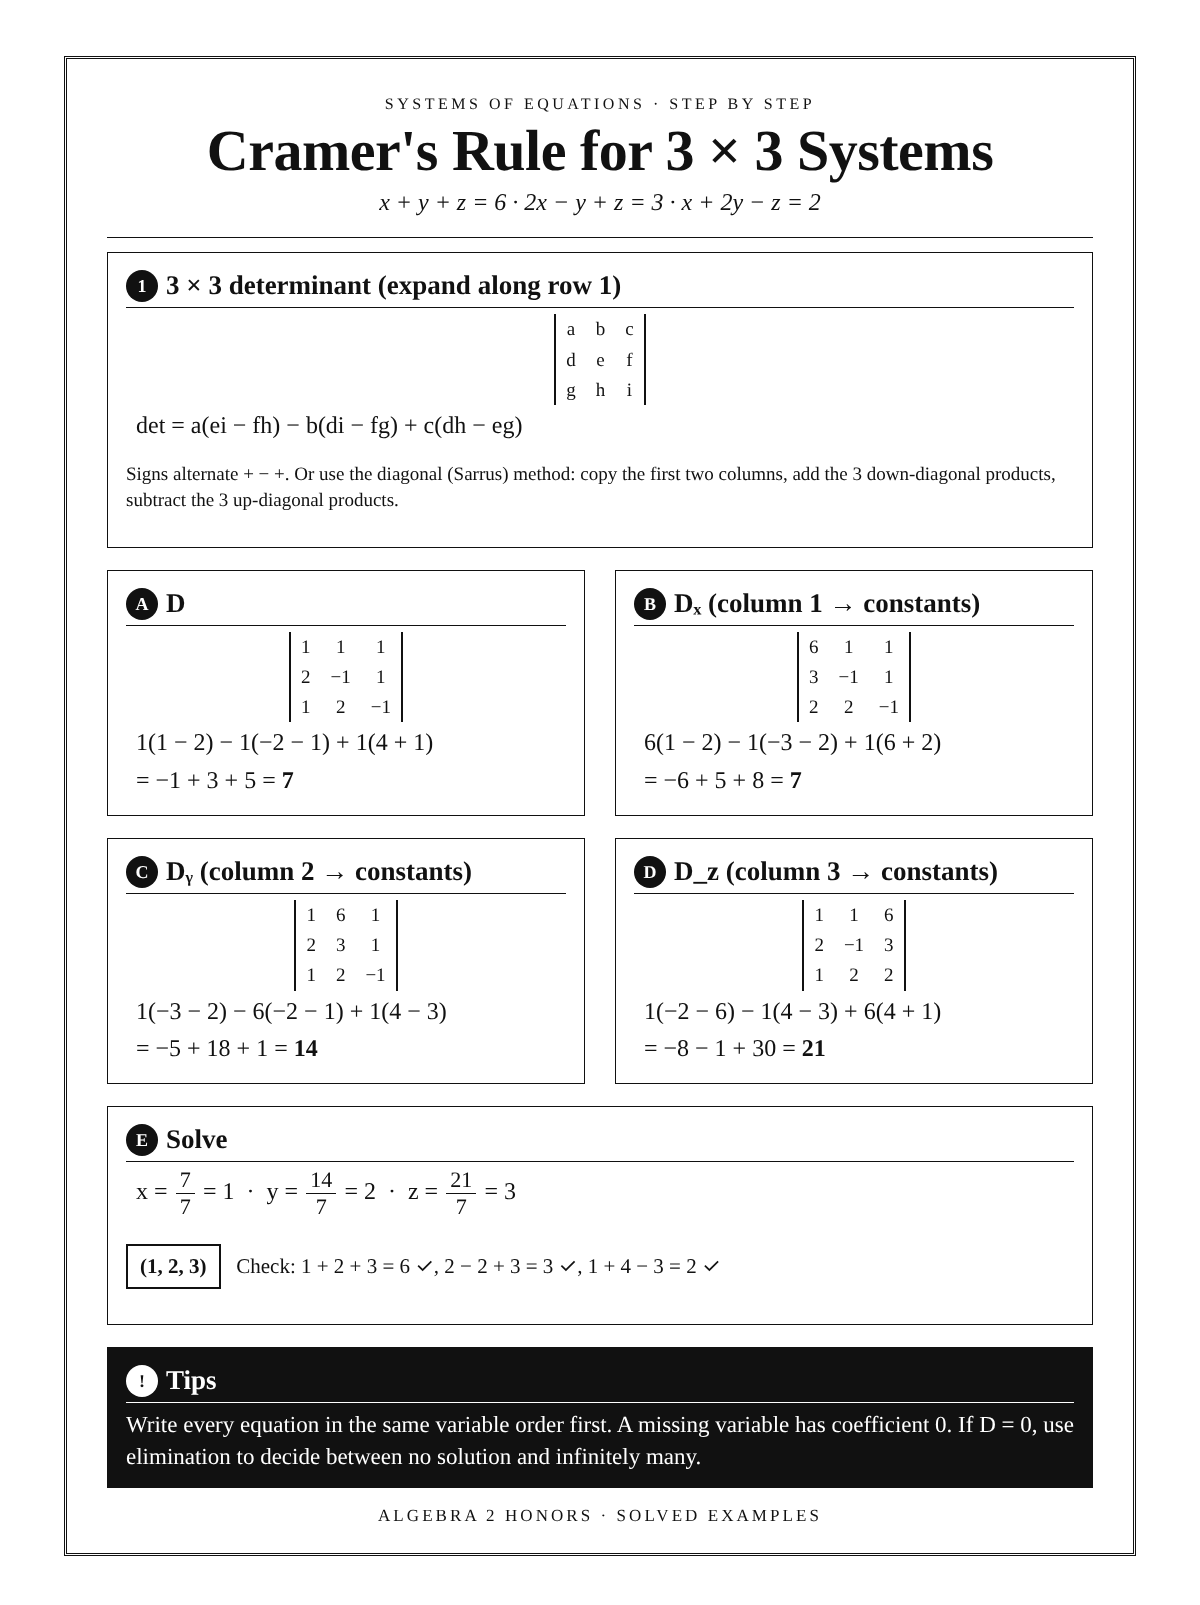 SYSTEMS OF EQUATIONS · STEP BY STEP
Cramer's Rule for 3 × 3 Systems
x + y + z = 6 · 2x − y + z = 3 · x + 2y − z = 2
1 3 × 3 determinant (expand along row 1)
a b c
d e f
g h i
det = a(ei − fh) − b(di − fg) + c(dh − eg)
Signs alternate + − +. Or use the diagonal (Sarrus) method: copy the first two columns, add the 3 down-diagonal products,
subtract the 3 up-diagonal products.
A D
1 1 1
2 −1 1
1 2 −1
1(1 − 2) − 1(−2 − 1) + 1(4 + 1)
= −1 + 3 + 5 = 7
B Dₓ (column 1 → constants)
6 1 1
3 −1 1
2 2 −1
6(1 − 2) − 1(−3 − 2) + 1(6 + 2)
= −6 + 5 + 8 = 7
C Dᵧ (column 2 → constants)
1 6 1
2 3 1
1 2 −1
1(−3 − 2) − 6(−2 − 1) + 1(4 − 3)
= −5 + 18 + 1 = 14
D D_z (column 3 → constants)
1 1 6
2 −1 3
1 2 2
1(−2 − 6) − 1(4 − 3) + 6(4 + 1)
= −8 − 1 + 30 = 21
E Solve
x = 7/7 = 1 · y = 14/7 = 2 · z = 21/7 = 3
(1, 2, 3) Check: 1 + 2 + 3 = 6 ✓, 2 − 2 + 3 = 3 ✓, 1 + 4 − 3 = 2 ✓
! Tips
Write every equation in the same variable order first. A missing variable has coefficient 0. If D = 0, use
elimination to decide between no solution and infinitely many.
ALGEBRA 2 HONORS · SOLVED EXAMPLES